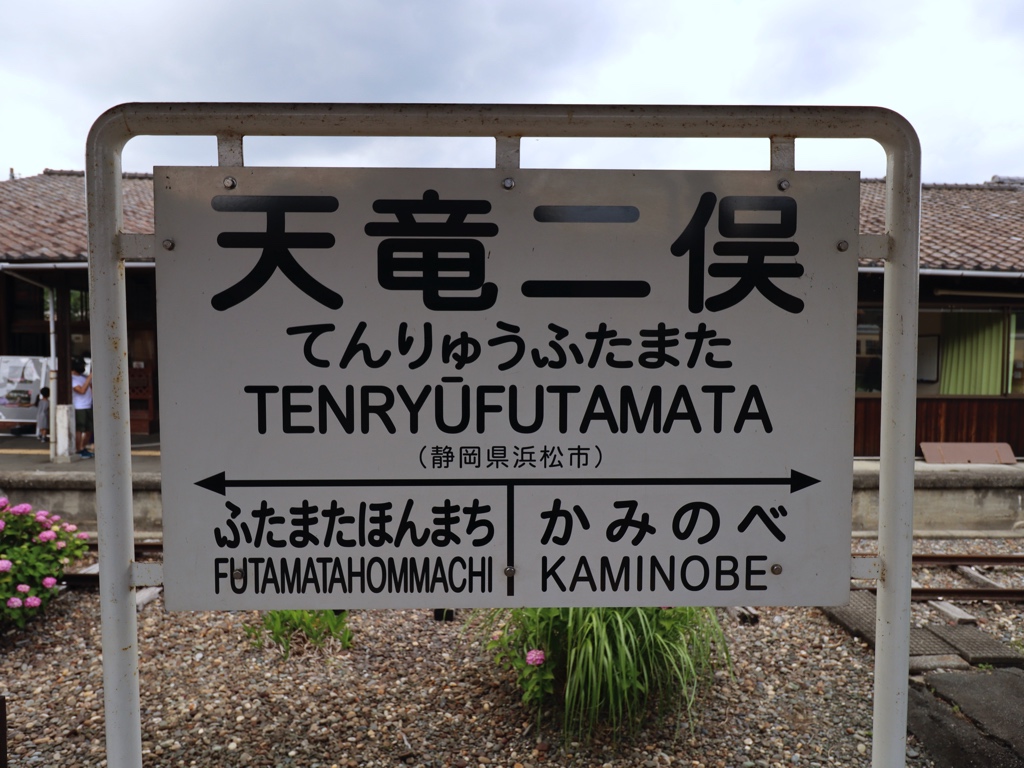 天竜二俣
てんりゅうふたまた
TENRYŪFUTAMATA
（静岡県浜松市）
ふたまたほんまち かみのべ
FUTAMATAHOMMACHI KAMINOBE